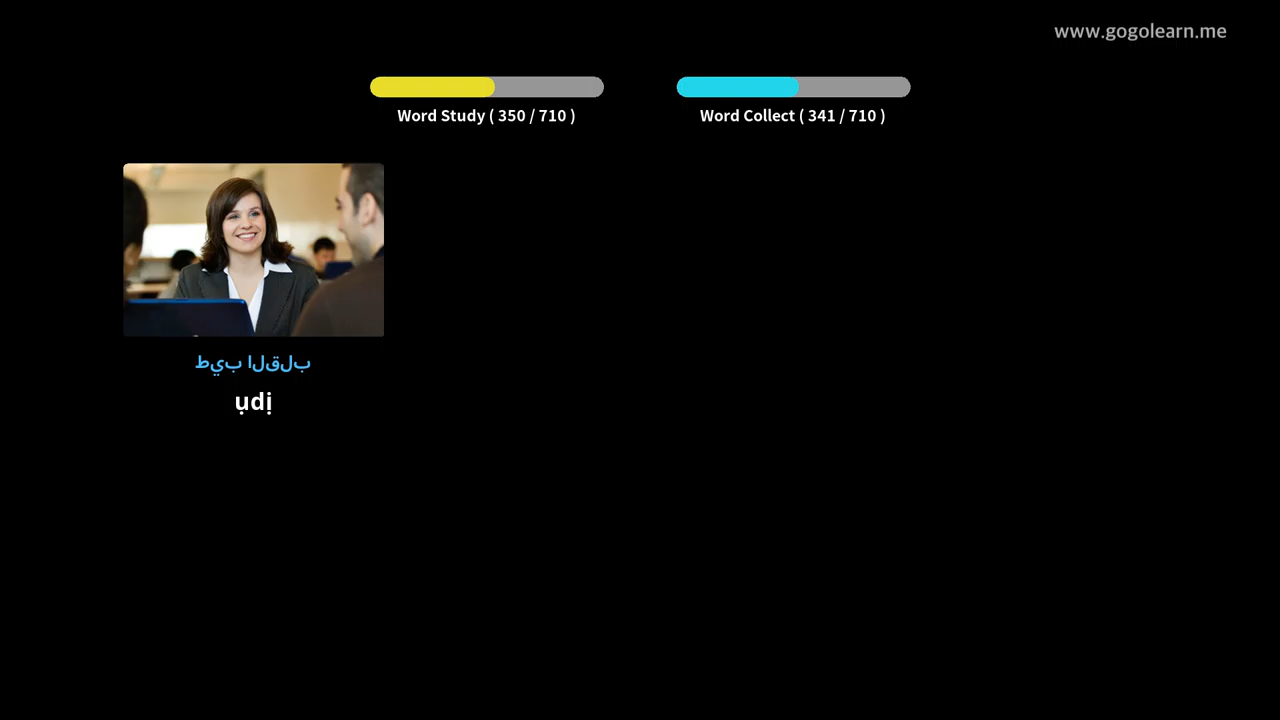 www.gogolearn.me
Word Study ( 350 / 710 )
Word Collect ( 341 / 710 )
طيب القلب
ụdị